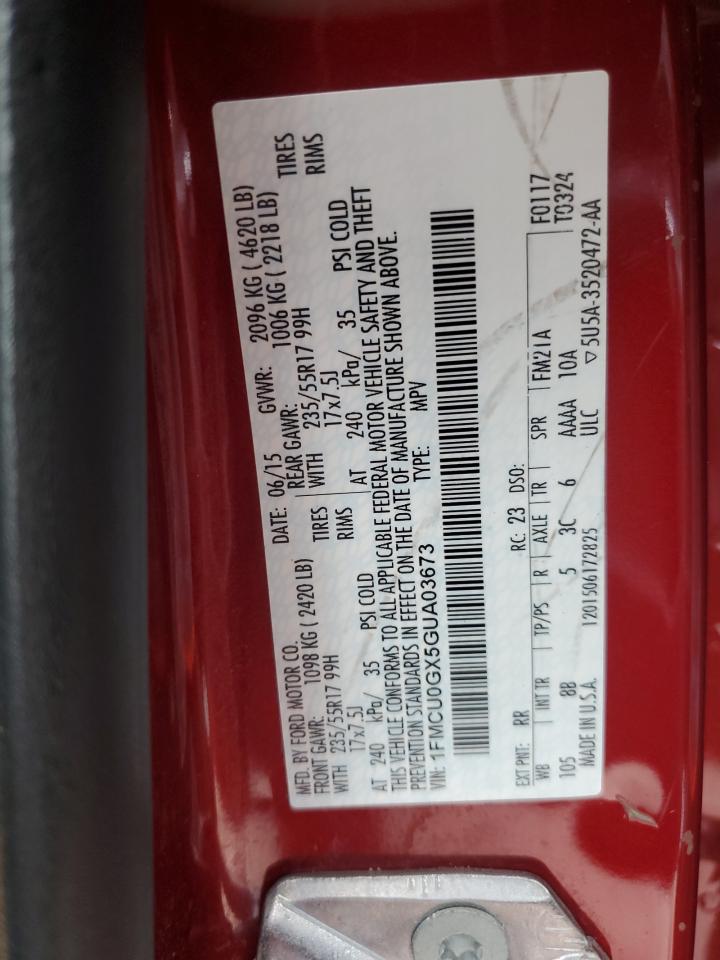 MFD. BY FORD MOTOR CO. DATE: 06/15 GVWR: 2096 KG ( 4620 LB)
FRONT GAWR: 1098 KG ( 2420 LB) REAR GAWR: 1006 KG ( 2218 LB)
WITH 235/55R17 99H TIRES WITH 235/55R17 99H TIRES
17x7.5J RIMS 17x7.5J RIMS
AT 240 kPa/ 35 PSI COLD AT 240 kPa/ 35 PSI COLD
THIS VEHICLE CONFORMS TO ALL APPLICABLE FEDERAL MOTOR VEHICLE SAFETY AND THEFT
PREVENTION STANDARDS IN EFFECT ON THE DATE OF MANUFACTURE SHOWN ABOVE.
VIN: 1FMCU0GX5GUA03673 TYPE: MPV
EXT PNT: RR RC: 23 DSO: F0117
WB INT TR TP/PS R AXLE TR SPR FM21A T0324
105 8B 5 3C 6 AAAA 10A
MADE IN U.S.A. 1201506172825 ULC ▽5U5A-3520472-AA